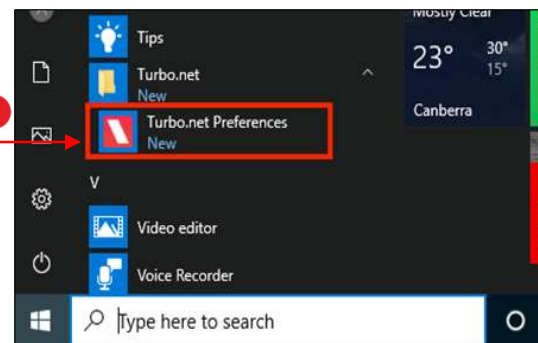 Tips
Turbo.net
New
Turbo.net Preferences
New
V
Video editor
Voice Recorder
Mostly Clear
23° 30°
15°
Canberra
Type here to search